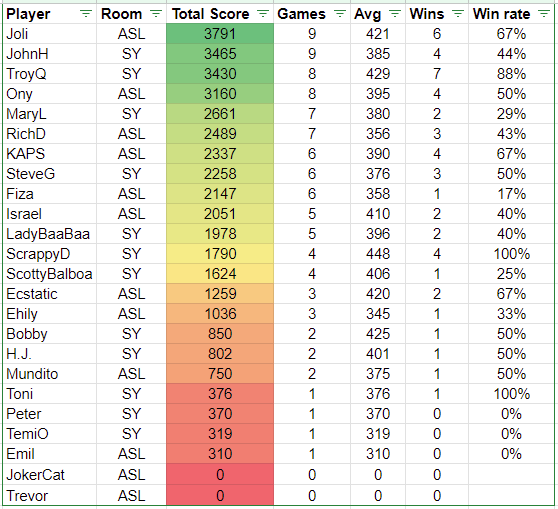 Player Room Total Score Games Avg Wins Win rate
Joli ASL 3791 9 421 6 67%
JohnH SY 3465 9 385 4 44%
TroyQ SY 3430 8 429 7 88%
Ony ASL 3160 8 395 4 50%
MaryL SY 2661 7 380 2 29%
RichD ASL 2489 7 356 3 43%
KAPS ASL 2337 6 390 4 67%
SteveG SY 2258 6 376 3 50%
Fiza ASL 2147 6 358 1 17%
Israel ASL 2051 5 410 2 40%
LadyBaaBaa SY 1978 5 396 2 40%
ScrappyD SY 1790 4 448 4 100%
ScottyBalboa SY 1624 4 406 1 25%
Ecstatic ASL 1259 3 420 2 67%
Ehily ASL 1036 3 345 1 33%
Bobby SY 850 2 425 1 50%
H.J. SY 802 2 401 1 50%
Mundito ASL 750 2 375 1 50%
Toni SY 376 1 376 1 100%
Peter SY 370 1 370 0 0%
TemiO SY 319 1 319 0 0%
Emil ASL 310 1 310 0 0%
JokerCat ASL 0 0 0 0
Trevor ASL 0 0 0 0